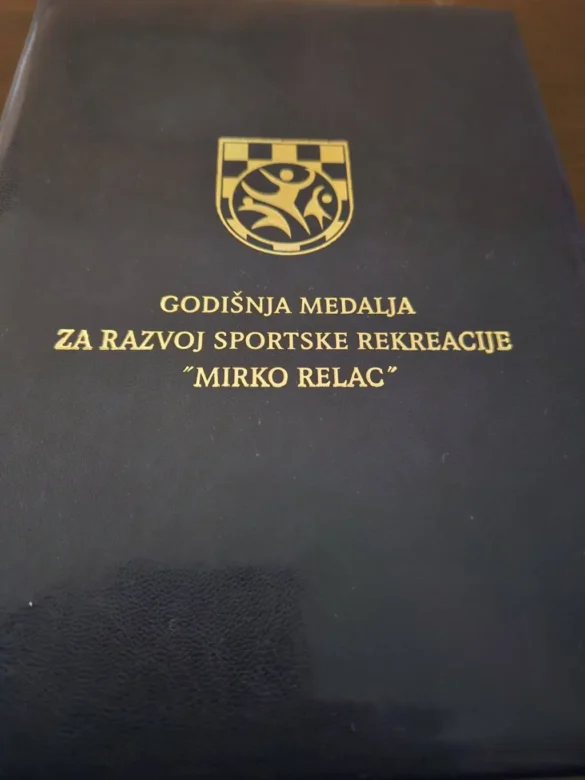 GODIŠNJA MEDALJA
ZA RAZVOJ SPORTSKE REKREACIJE
"MIRKO RELAC"